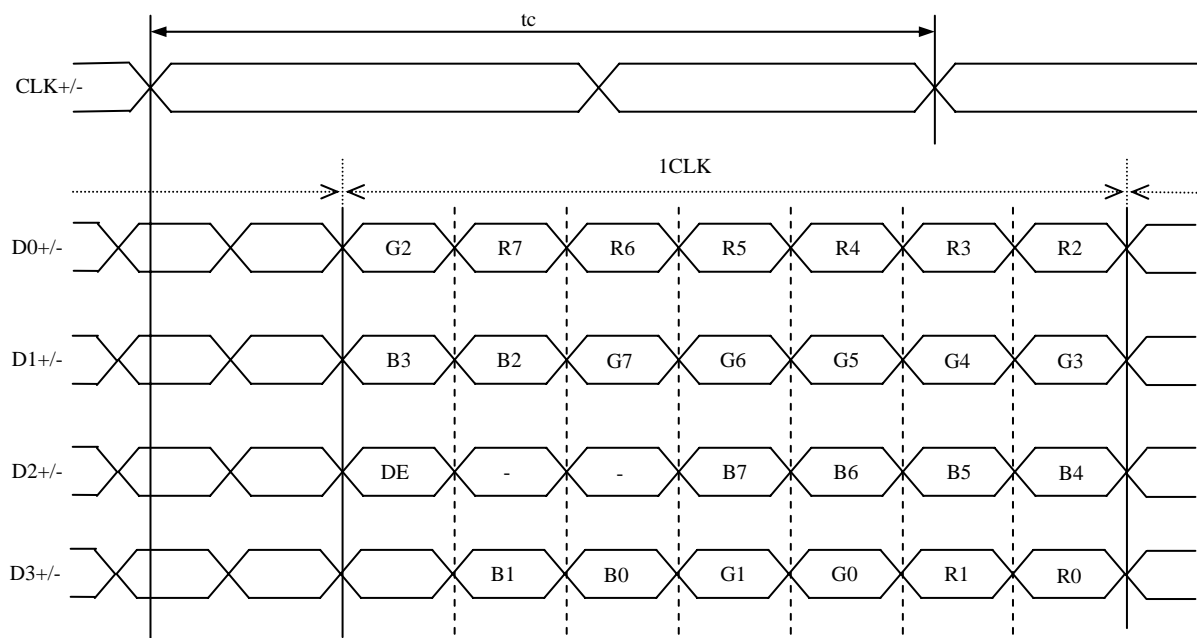 tc
CLK+/-
1CLK
D0+/- G2 R7 R6 R5 R4 R3 R2
D1+/- B3 B2 G7 G6 G5 G4 G3
D2+/- DE - - B7 B6 B5 B4
D3+/- B1 B0 G1 G0 R1 R0